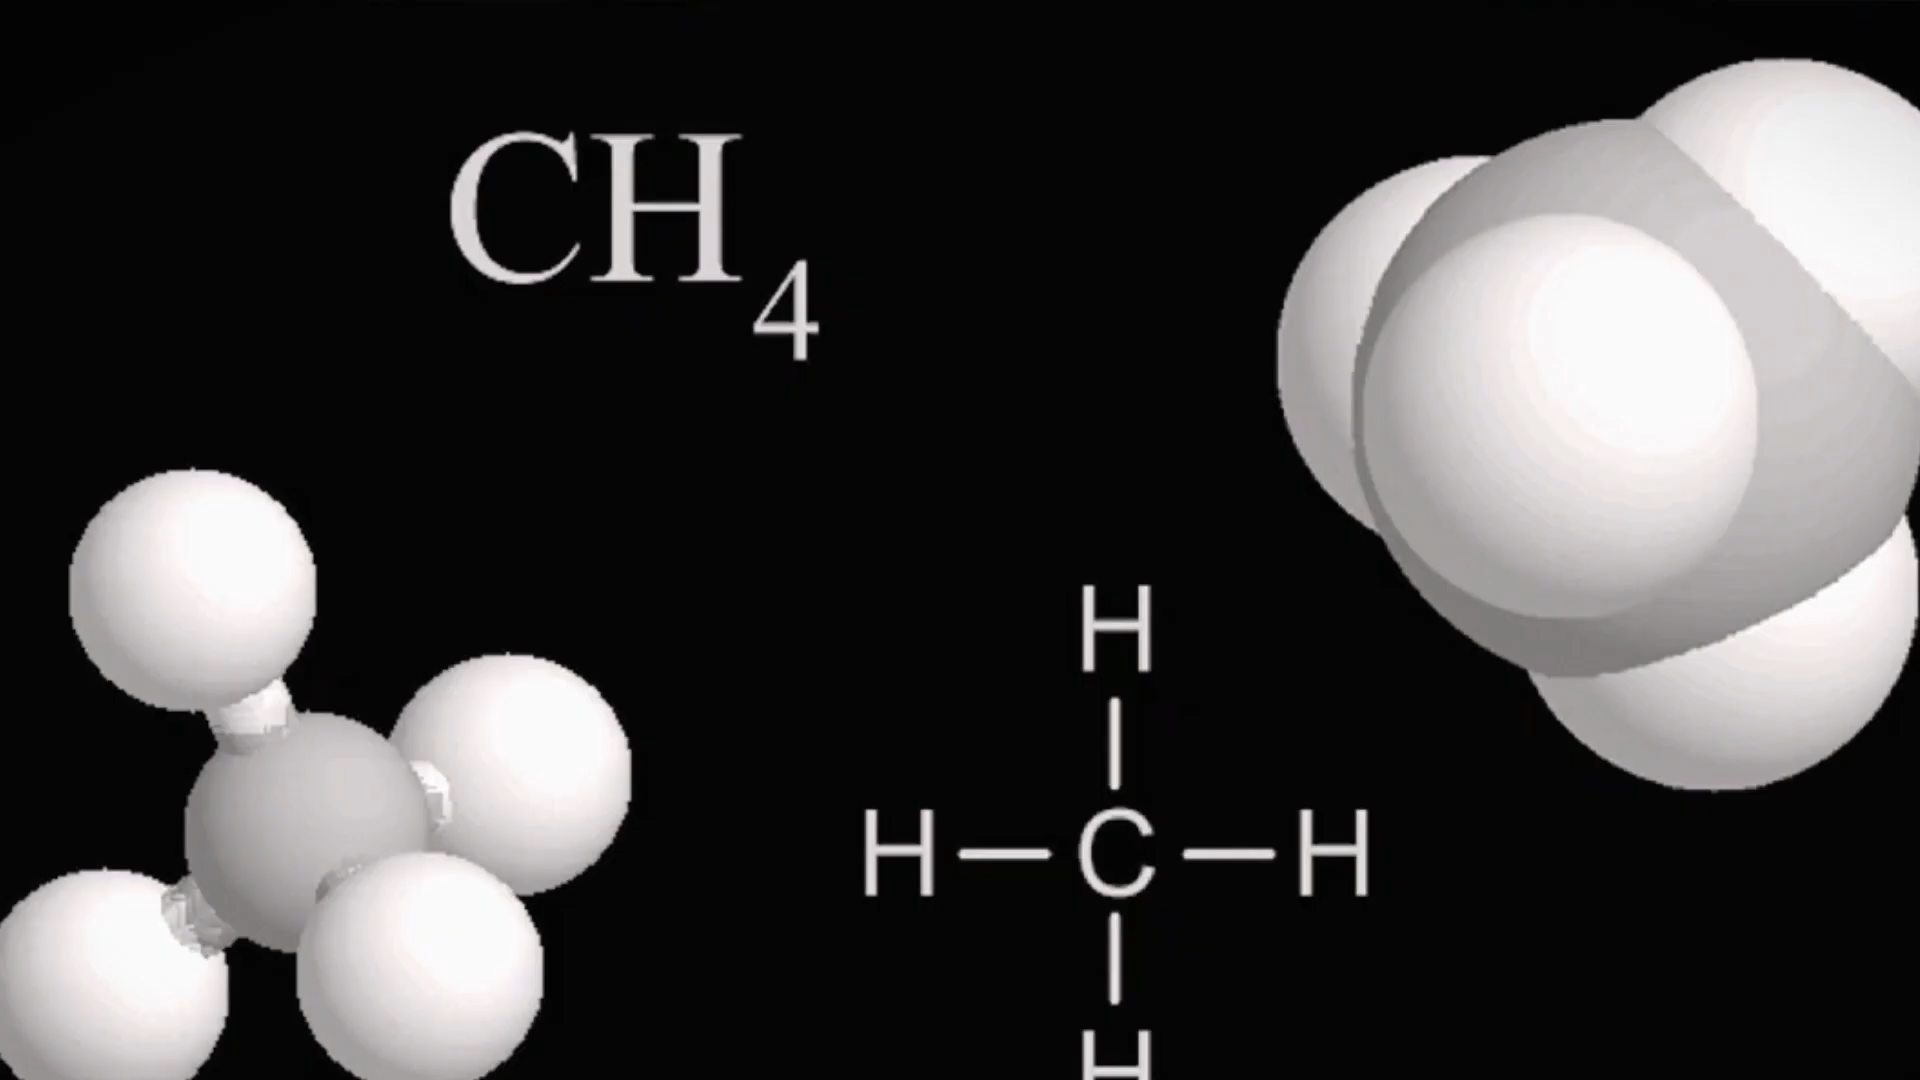 CH₄
H
H — C — H
H